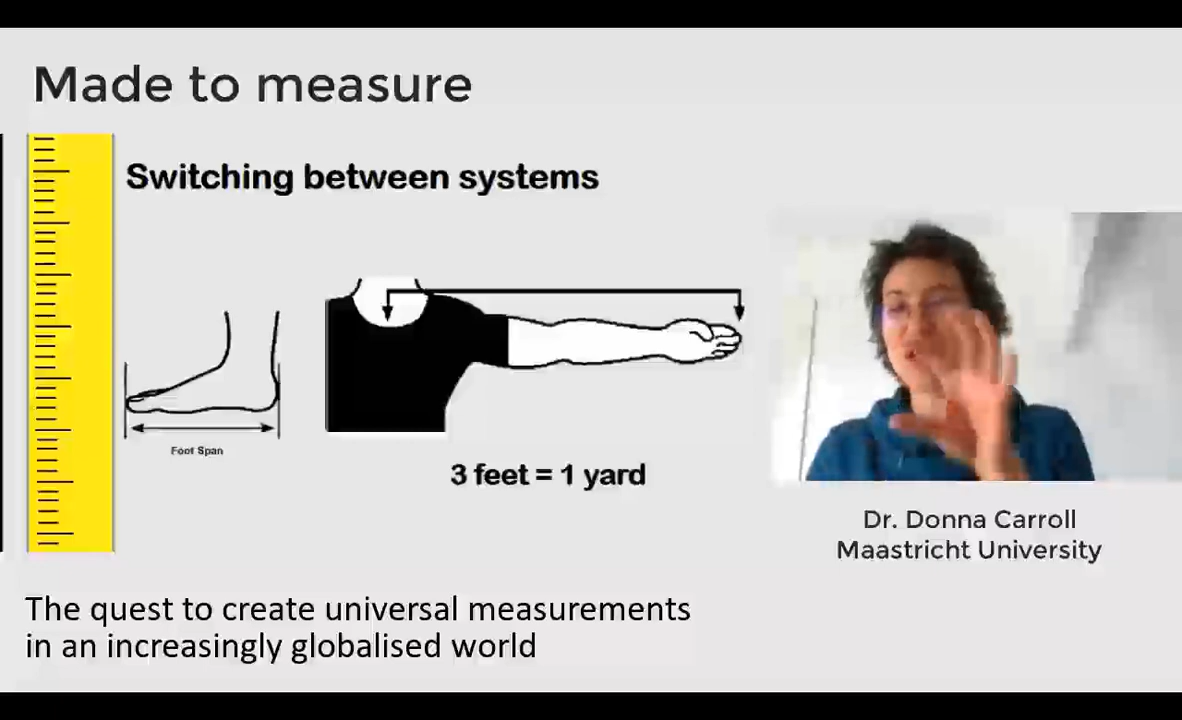 Made to measure
Switching between systems
Foot Span
3 feet = 1 yard
Dr. Donna Carroll
Maastricht University
The quest to create universal measurements
in an increasingly globalised world